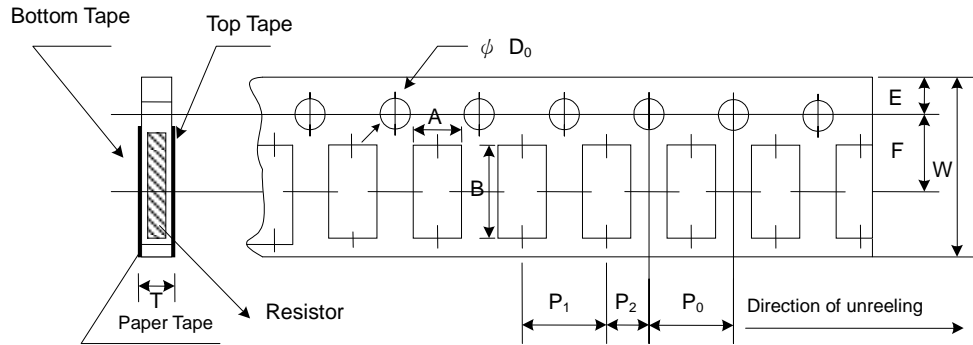 Bottom Tape
Top Tape
ψ D₀
E
A
F
W
B
T
P₁
P₂
P₀
Direction of unreeling
Resistor
Paper Tape